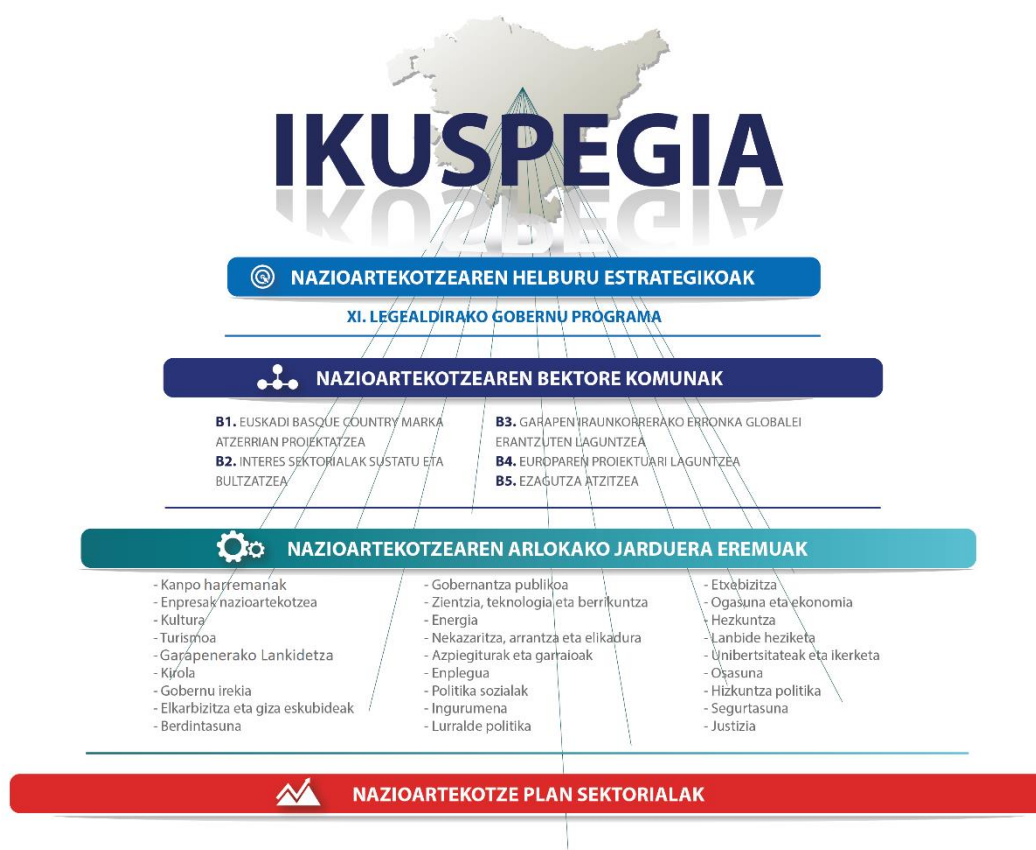 IKUSPEGIA
NAZIOARTEKOTZEAREN HELBURU ESTRATEGIKOAK
XI. LEGEALDIRAKO GOBERNU PROGRAMA
NAZIOARTEKOTZEAREN BEKTORE KOMUNAK
B1. EUSKADI BASQUE COUNTRY MARKA
ATZERRIAN PROIEKTATZEA
B2. INTERES SEKTORIALAK SUSTATU ETA
BULTZATZEA
B3. GARAPEN IRAUNKORRERAKO ERRONKA GLOBALEI
ERANTZUTEN LAGUNTZEA
B4. EUROPAREN PROIEKTUARI LAGUNTZEA
B5. EZAGUTZA ATZITZEA
NAZIOARTEKOTZEAREN ARLOKAKO JARDUERA EREMUAK
- Kanpo harremanak
- Enpresak nazioartekotzea
- Kultura
- Turismoa
- Garapenerako Lankidetza
- Kirola
- Gobernu irekia
- Elkarbizitza eta giza eskubideak
- Berdintasuna
- Gobernantza publikoa
- Zientzia, teknologia eta berrikuntza
- Energia
- Nekazaritza, arrantza eta elikadura
- Azpiegiturak eta garraioak
- Enplegua
- Politika sozialak
- Ingurumena
- Lurralde politika
- Etxebizitza
- Ogasuna eta ekonomia
- Hezkuntza
- Lanbide heziketa
- Unibertsitateak eta ikerketa
- Osasuna
- Hizkuntza politika
- Segurtasuna
- Justizia
NAZIOARTEKOTZE PLAN SEKTORIALAK